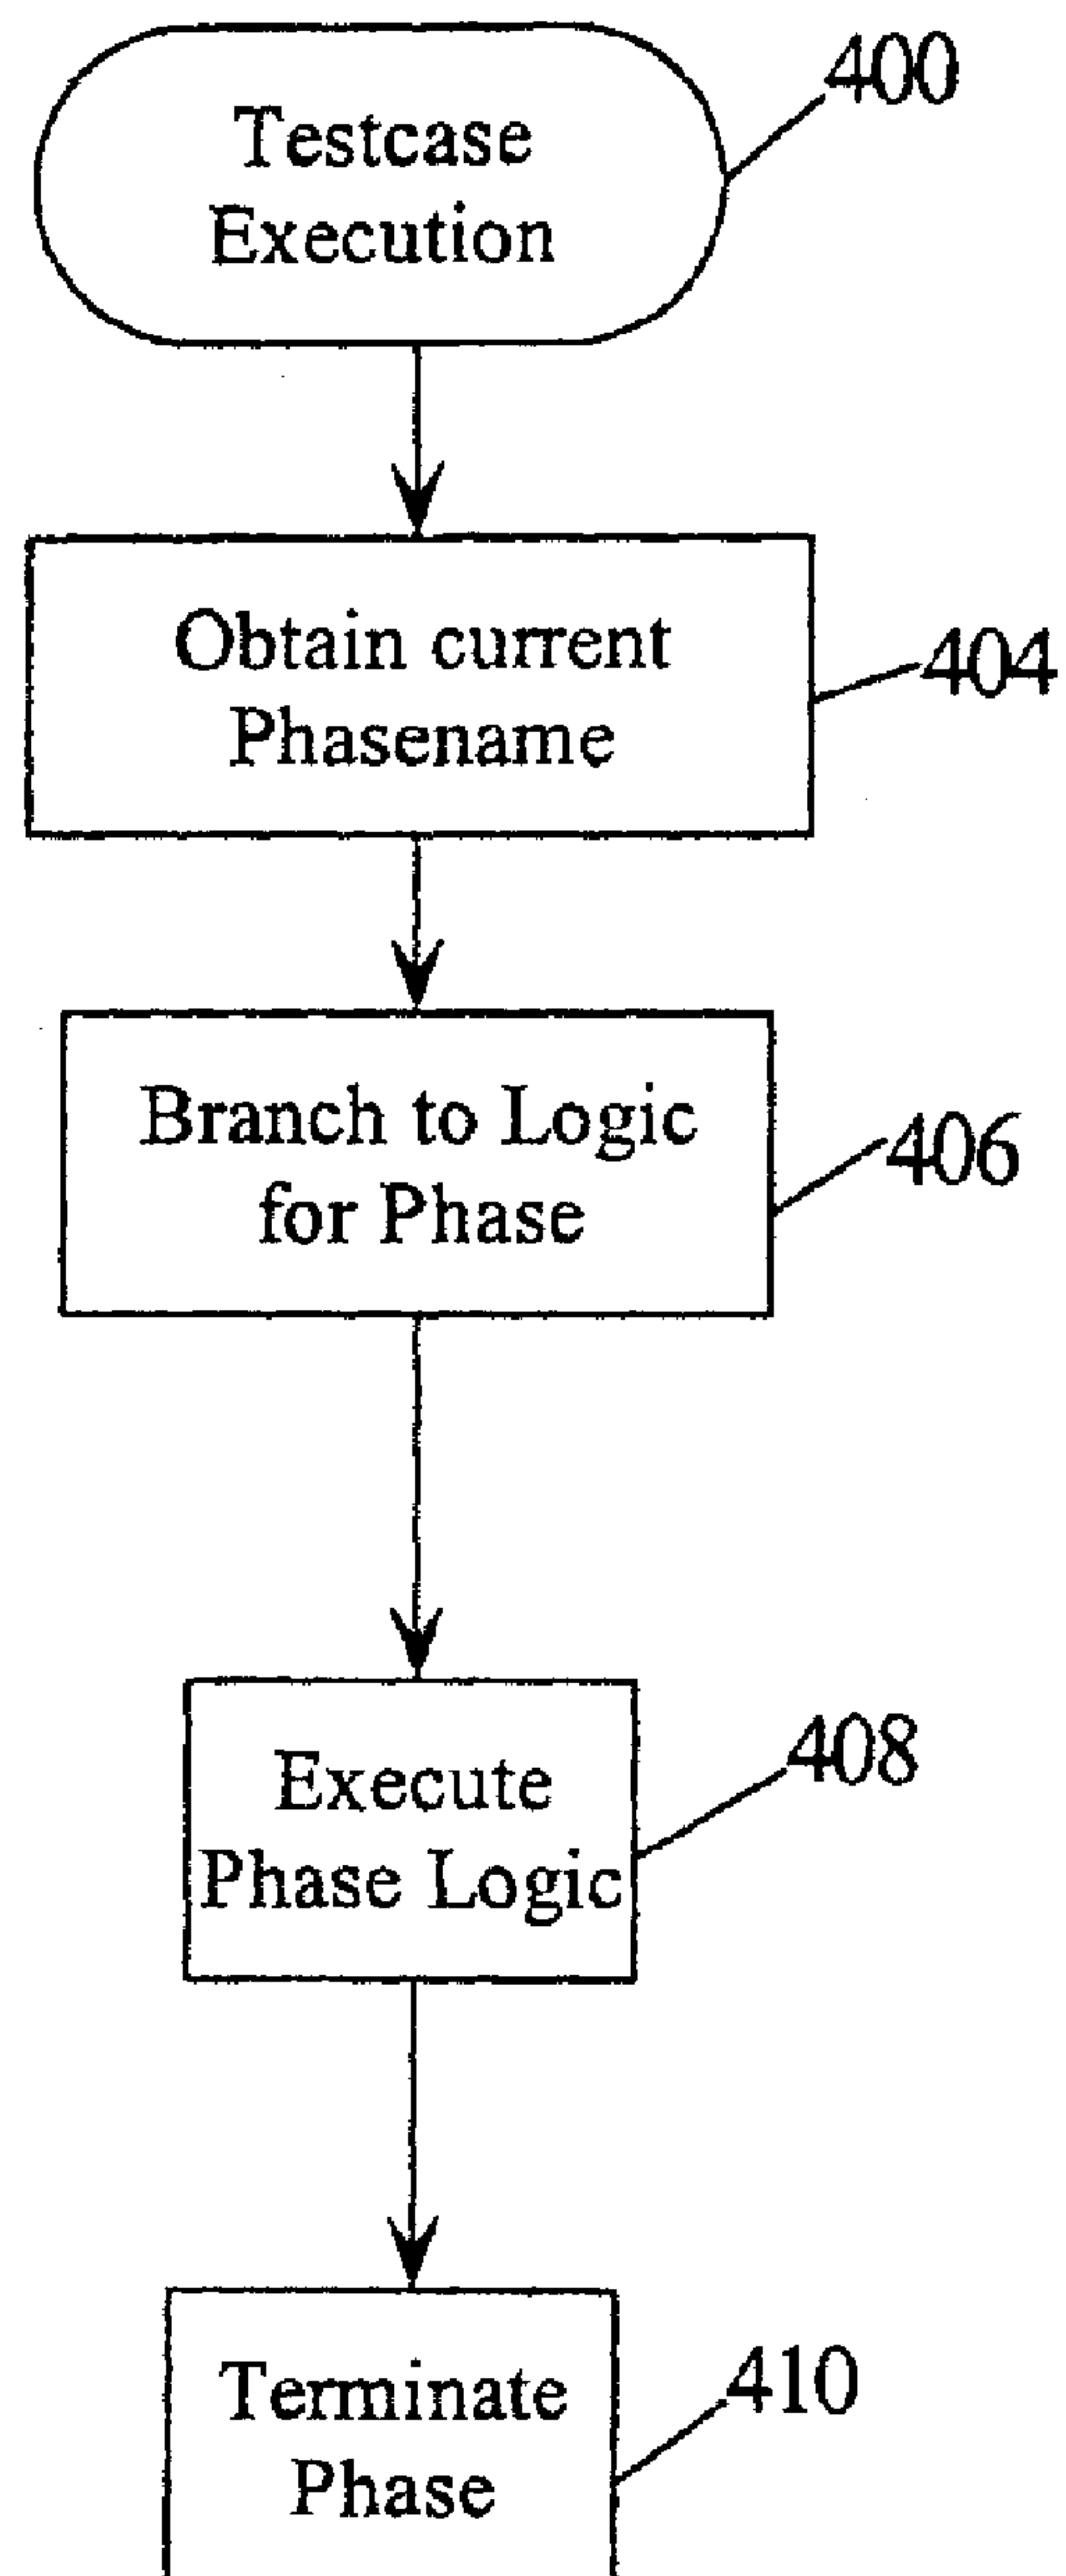 Testcase
Execution
400
Obtain current
Phasename
404
Branch to Logic
for Phase
406
Execute
Phase Logic
408
Terminate
Phase
410